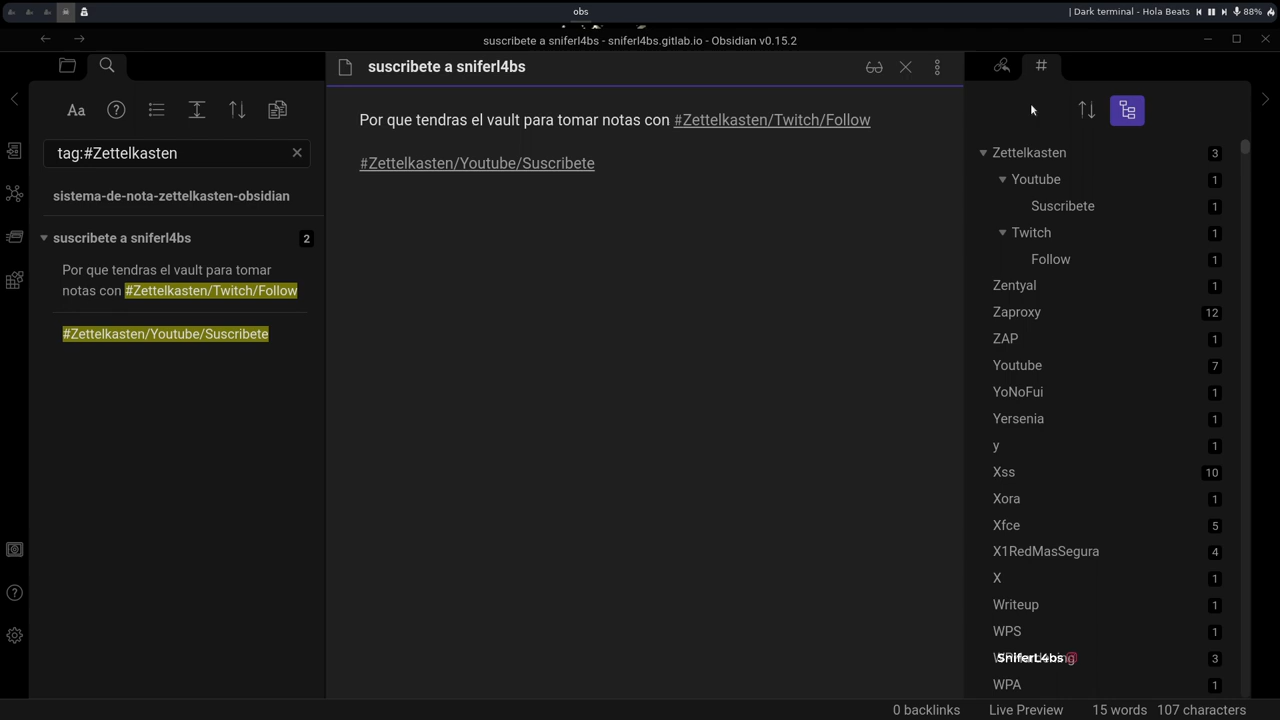 obs
| Dark terminal - Hola Beats
88%
suscribete a sniferl4bs - sniferl4bs.gitlab.io - Obsidian v0.15.2
suscribete a sniferl4bs
Aa
tag:#Zettelkasten
sistema-de-nota-zettelkasten-obsidian
suscribete a sniferl4bs 2
Por que tendras el vault para tomar
notas con #Zettelkasten/Twitch/Follow
#Zettelkasten/Youtube/Suscribete
Por que tendras el vault para tomar notas con #Zettelkasten/Twitch/Follow
#Zettelkasten/Youtube/Suscribete
Zettelkasten 3
Youtube 1
Suscribete 1
Twitch 1
Follow 1
Zentyal 1
Zaproxy 12
ZAP 1
Youtube 7
YoNoFui 1
Yersenia 1
y 1
Xss 10
Xora 1
Xfce 5
X1RedMasSegura 4
X 1
Writeup 1
WPS 1
SniferL4bs 3
WPA 1
0 backlinks Live Preview 15 words 107 characters